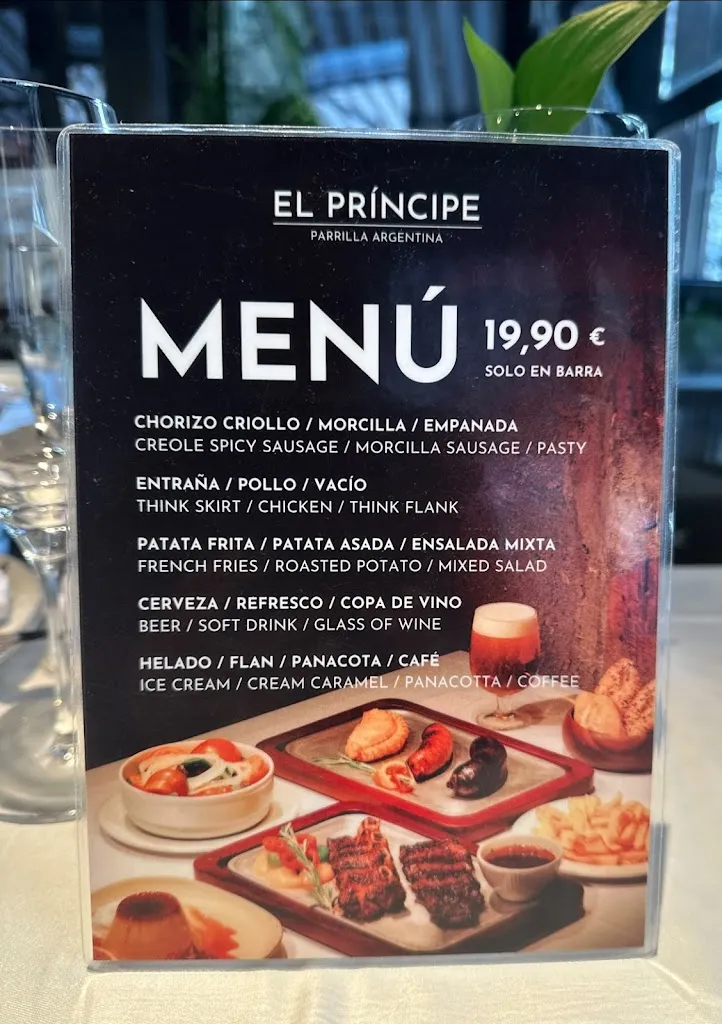 EL PRÍNCIPE
PARRILLA ARGENTINA
MENÚ
19,90 €
SOLO EN BARRA
CHORIZO CRIOLLO / MORCILLA / EMPANADA
CREOLE SPICY SAUSAGE / MORCILLA SAUSAGE / PASTY
ENTRAÑA / POLLO / VACÍO
THINK SKIRT / CHICKEN / THINK FLANK
PATATA FRITA / PATATA ASADA / ENSALADA MIXTA
FRENCH FRIES / ROASTED POTATO / MIXED SALAD
CERVEZA / REFRESCO / COPA DE VINO
BEER / SOFT DRINK / GLASS OF WINE
HELADO / FLAN / PANACOTA / CAFÉ
ICE CREAM / CREAM CARAMEL / PANACOTTA / COFFEE